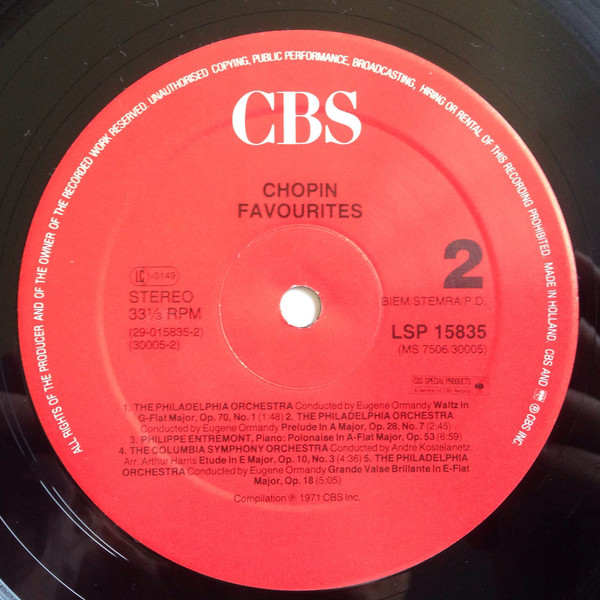 ALL RIGHTS OF THE PRODUCER AND OF THE OWNER OF THE RECORDED WORK RESERVED. UNAUTHORISED COPYING, PUBLIC PERFORMANCE, BROADCASTING, HIRING OR RENTAL OF THIS RECORDING PROHIBITED. MADE IN HOLLAND. CBS AND ℗ CBS INC.
CBS
CHOPIN
FAVOURITES
2
LC -0149
STEREO
33⅓ RPM
(29-015835-2)
(30005-2)
BIEM/STEMRA/P.D.
LSP 15835
(MS 7506/30005)
CBS SPECIAL PRODUCTS
A Service of CBS Records
1. THE PHILADELPHIA ORCHESTRA Conducted by Eugene Ormandy Waltz in
G-Flat Major, Op. 70, No. 1 (1:48) 2. THE PHILADELPHIA ORCHESTRA
Conducted by Eugene Ormandy Prelude in A Major, Op. 28, No. 7 (2:45)
3. PHILIPPE ENTREMONT, Piano: Polonaise in A-Flat Major, Op. 53 (6:59)
4. THE COLUMBIA SYMPHONY ORCHESTRA Conducted by André Kostelanetz
Arr. Arthur Harris Etude in E Major, Op. 10, No. 3 (4:36) 5. THE PHILADELPHIA
ORCHESTRA Conducted by Eugene Ormandy Grande Valse Brillante in E-Flat
Major, Op. 18 (5:05)
Compilation ℗ 1971 CBS Inc.